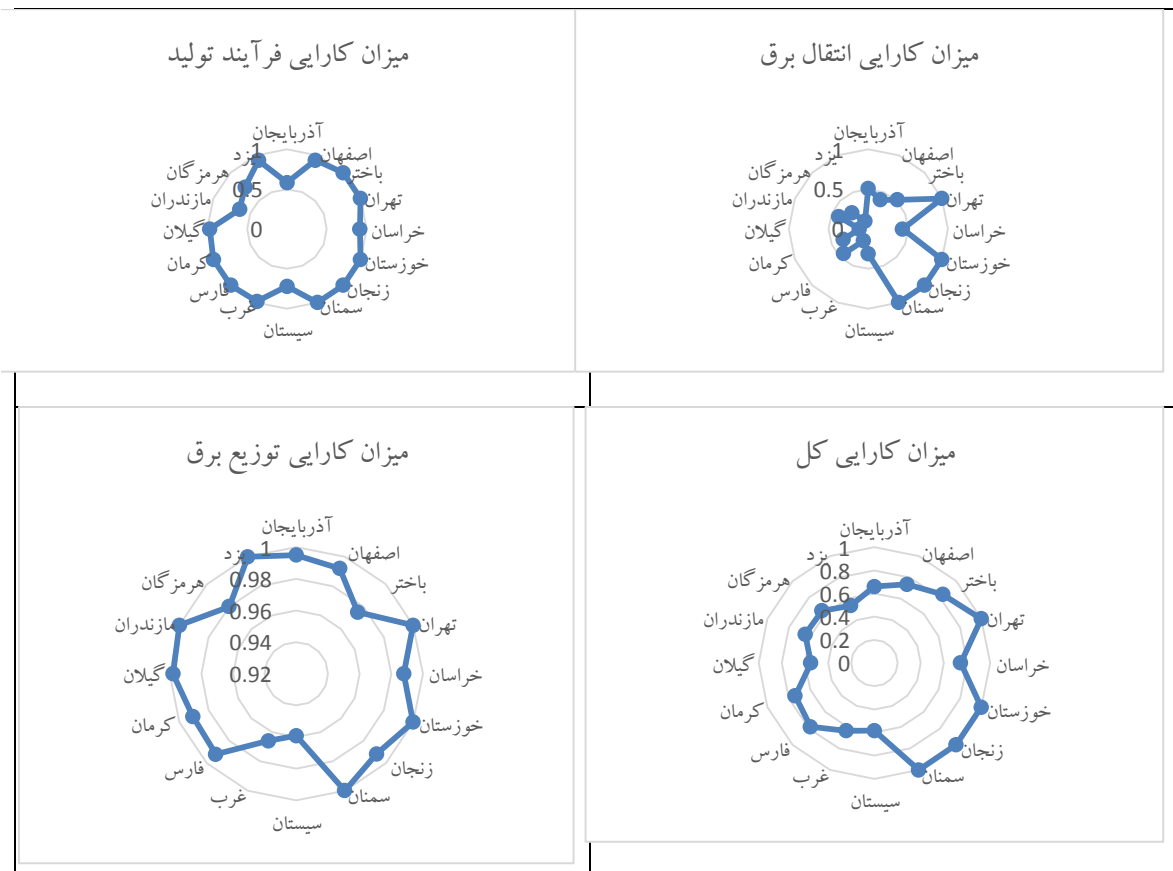 میزان کارایی انتقال برق
آذربایجان
اصفهان
باختر
تهران
خراسان
خوزستان
زنجان
سمنان
سیستان
غرب
فارس
کرمان
گیلان
مازندران
هرمزگان
یزد
1
0.5
0
میزان کارایی فرآیند تولید
آذربایجان
اصفهان
باختر
تهران
خراسان
خوزستان
زنجان
سمنان
سیستان
غرب
فارس
کرمان
گیلان
مازندران
هرمزگان
یزد
1
0.5
0
میزان کارایی کل
آذربایجان
اصفهان
باختر
تهران
خراسان
خوزستان
زنجان
سمنان
سیستان
غرب
فارس
کرمان
گیلان
مازندران
هرمزگان
یزد
1
0.8
0.6
0.4
0.2
0
میزان کارایی توزیع برق
آذربایجان
اصفهان
باختر
تهران
خراسان
خوزستان
زنجان
سمنان
سیستان
غرب
فارس
کرمان
گیلان
مازندران
هرمزگان
یزد
1
0.98
0.96
0.94
0.92